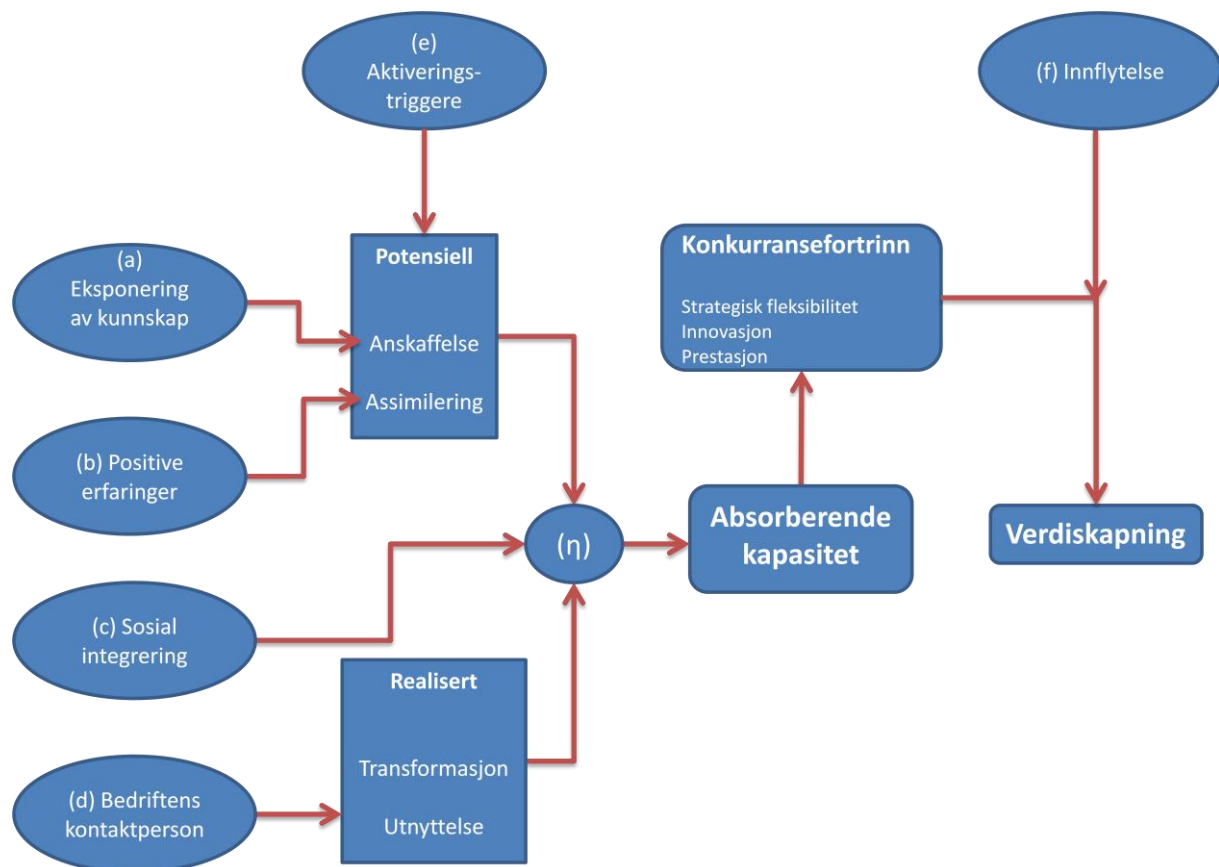 (e)
Aktiverings-
triggere
(f) Innflytelse
(a)
Eksponering
av kunnskap
Potensiell
Anskaffelse
Assimilering
Konkurransefortrinn
Strategisk fleksibilitet
Innovasjon
Prestasjon
(b) Positive
erfaringer
(η)
Absorberende
kapasitet
Verdiskapning
(c) Sosial
integrering
Realisert
Transformasjon
Utnyttelse
(d) Bedriftens
kontaktperson